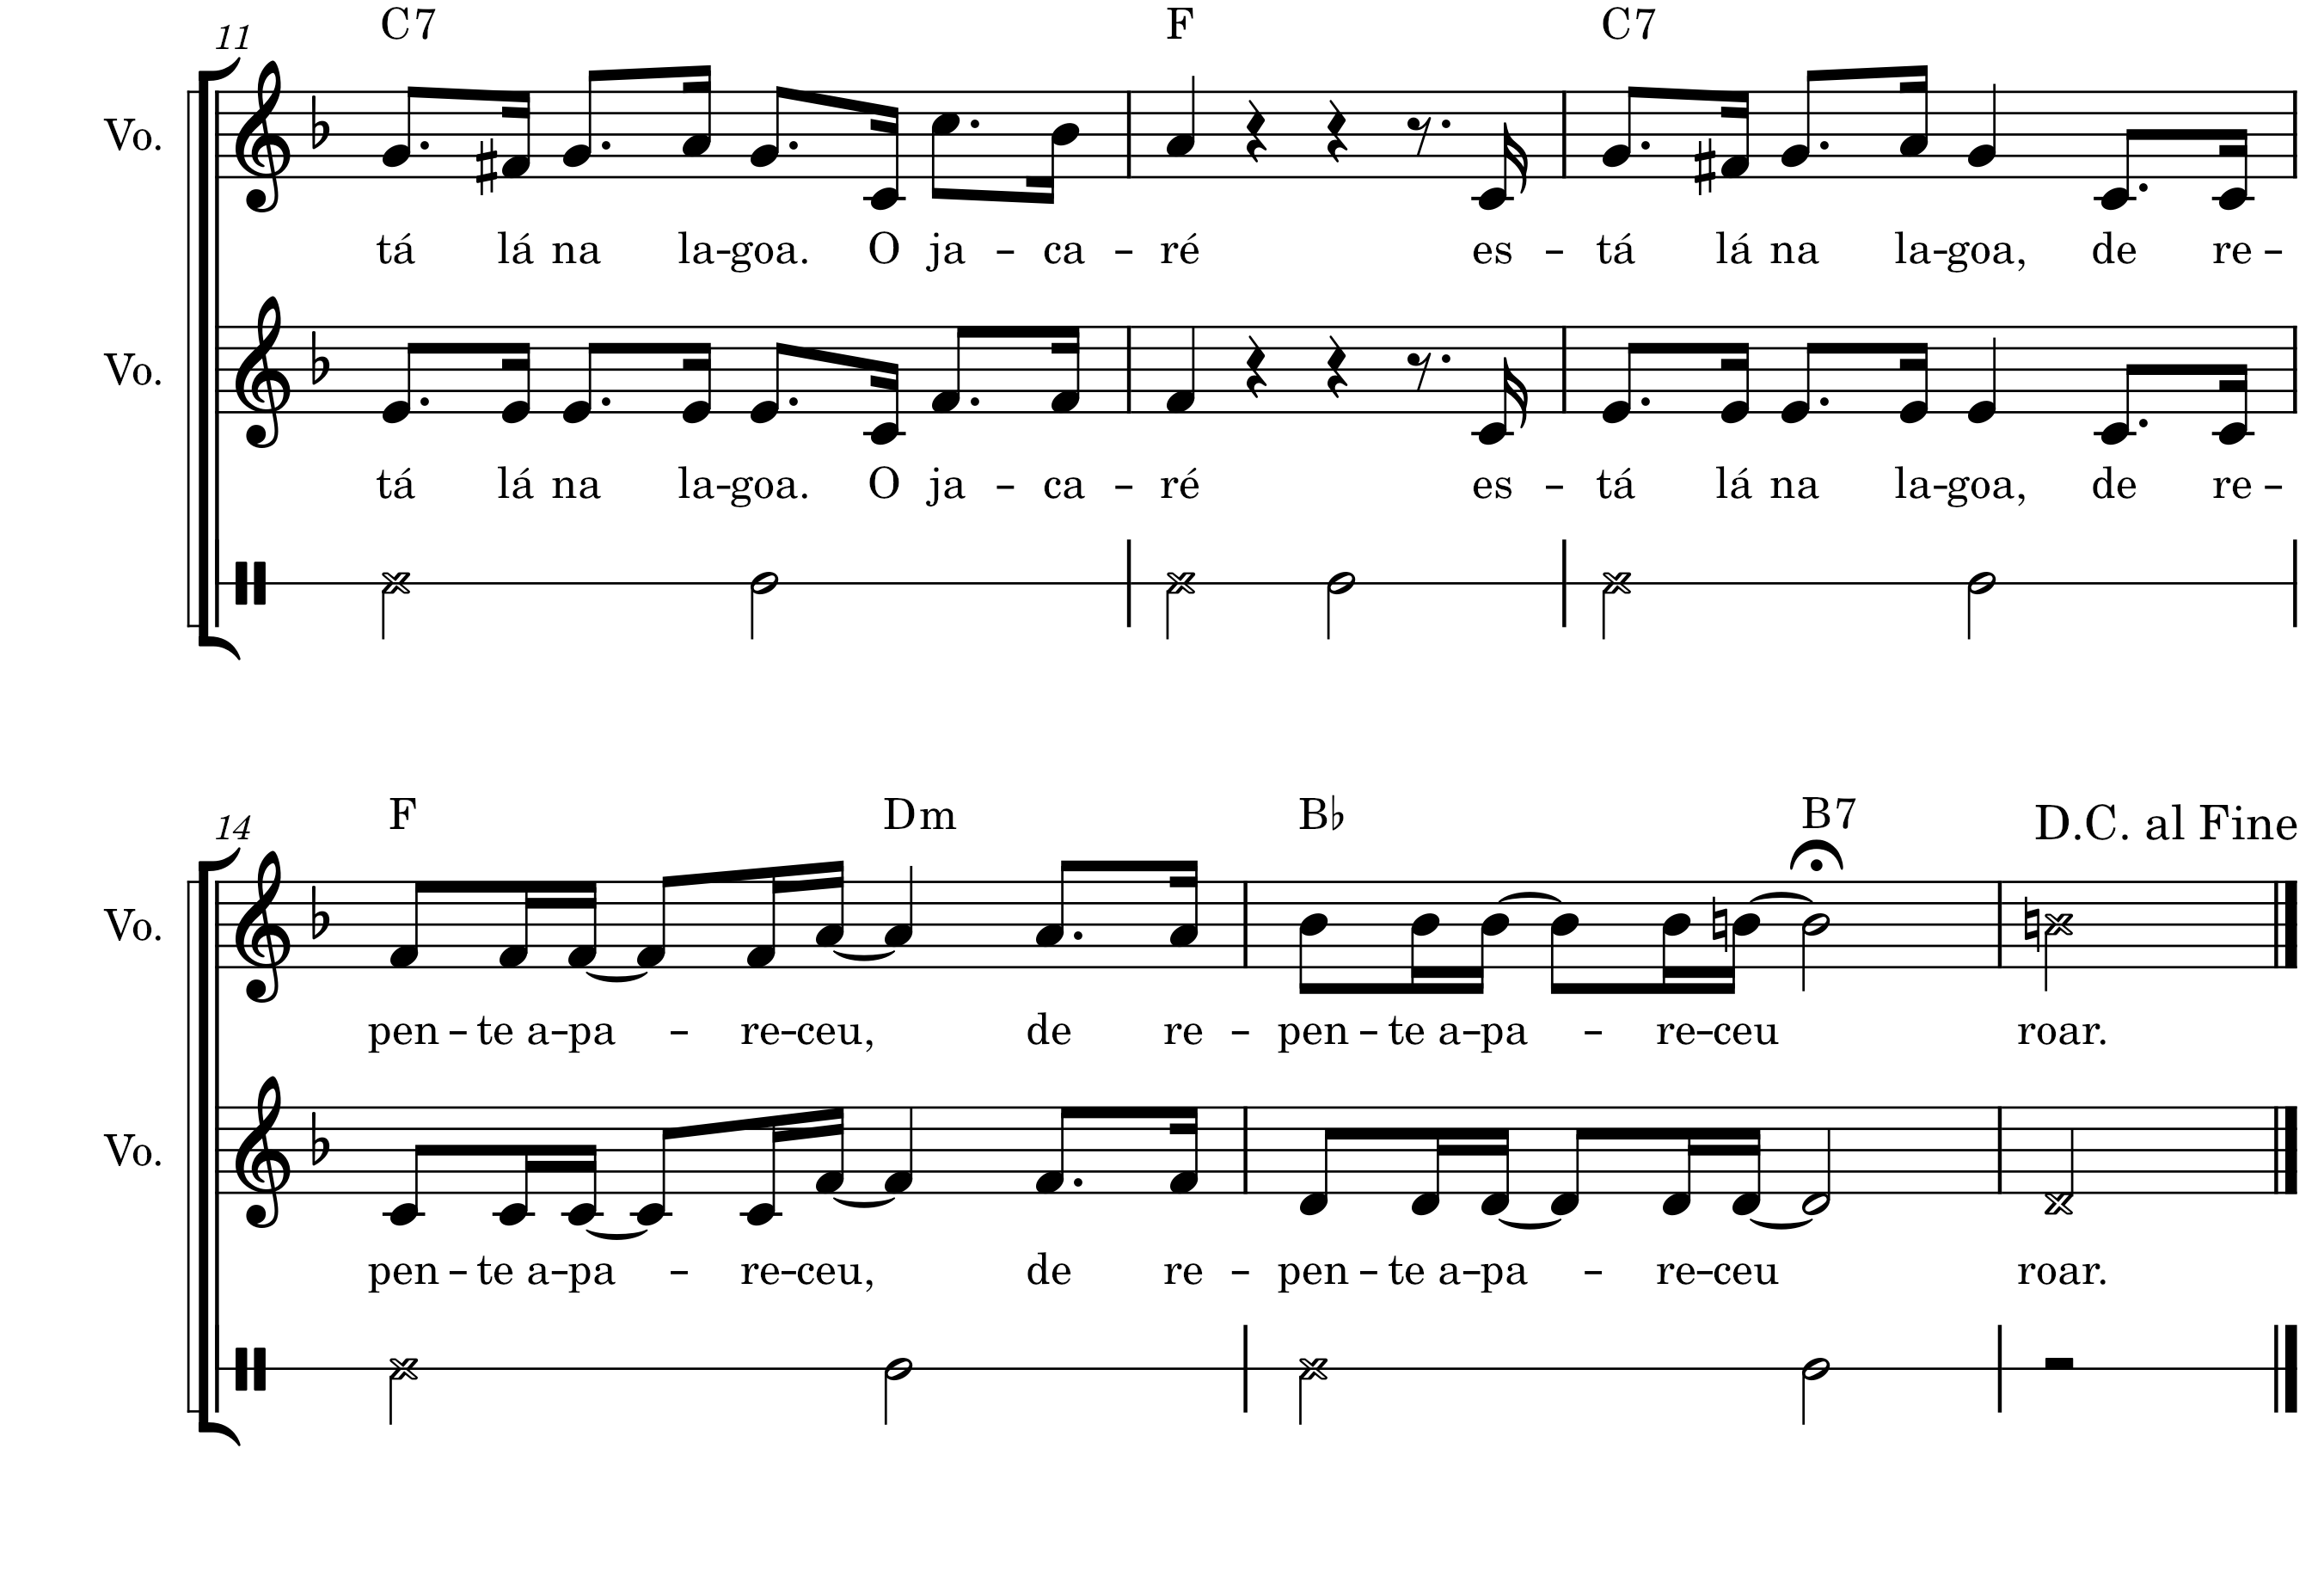 11 C7 F C7
Vo.
tá lá na la-goa. O ja - ca - ré es - tá lá na la-goa, de re -
Vo.
tá lá na la-goa. O ja - ca - ré es - tá lá na la-goa, de re -
14 F Dm B♭ B7 D.C. al Fine
Vo.
pen - te a-pa - re-ceu, de re - pen - te a-pa - re-ceu roar.
Vo.
pen - te a-pa - re-ceu, de re - pen - te a-pa - re-ceu roar.